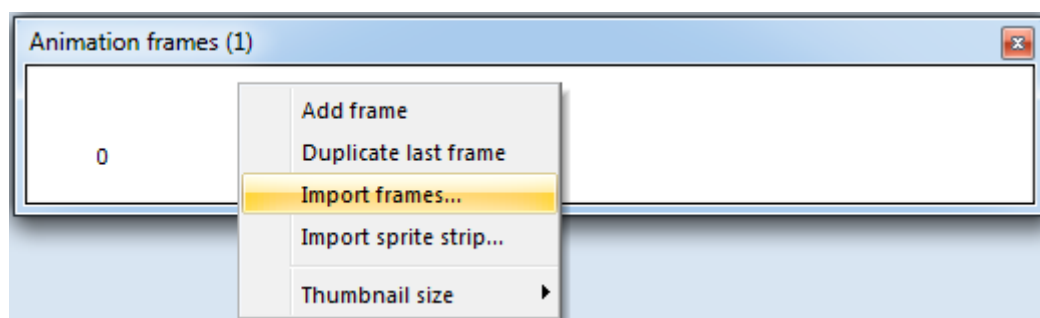 Animation frames (1)
Add frame
0
Duplicate last frame
Import frames...
Import sprite strip...
Thumbnail size